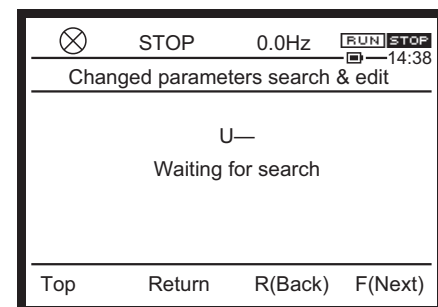 STOP 0.0Hz RUN STOP
14:38
Changed parameters search & edit
U—
Waiting for search
Top Return R(Back) F(Next)